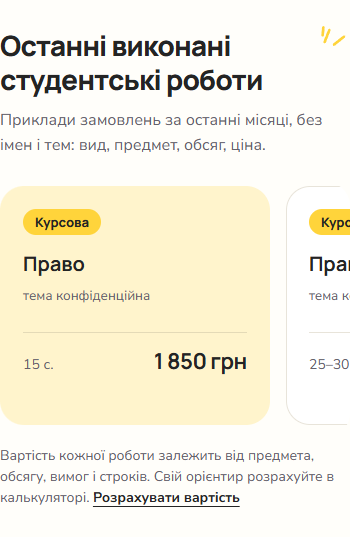 Останні виконані
студентські роботи
Приклади замовлень за останні місяці, без
імен і тем: вид, предмет, обсяг, ціна.
Курсова
Право
тема конфіденційна
15 с.
1 850 грн
25–30
Вартість кожної роботи залежить від предмета,
обсягу, вимог і строків. Свій орієнтир розрахуйте в
калькуляторі. Розрахувати вартість